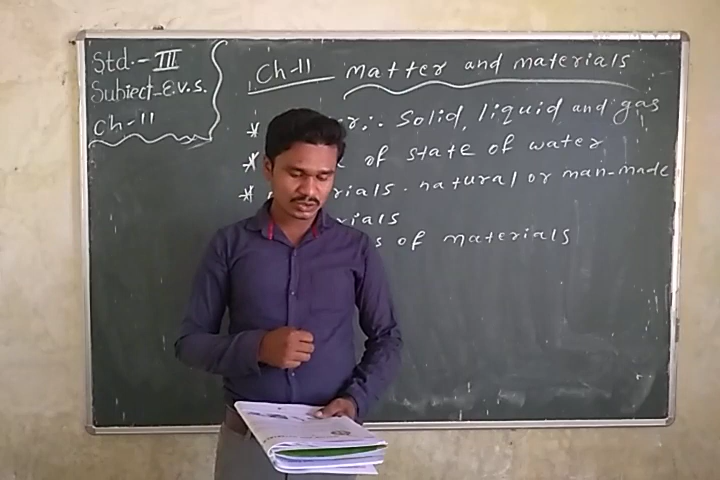 Std.- III
Subject-E.V.S.
Ch-11
Ch-11 Matter and materials
* : Solid, liquid and gas
* of state of water
* rials. natural or man-made
rials
s of materials